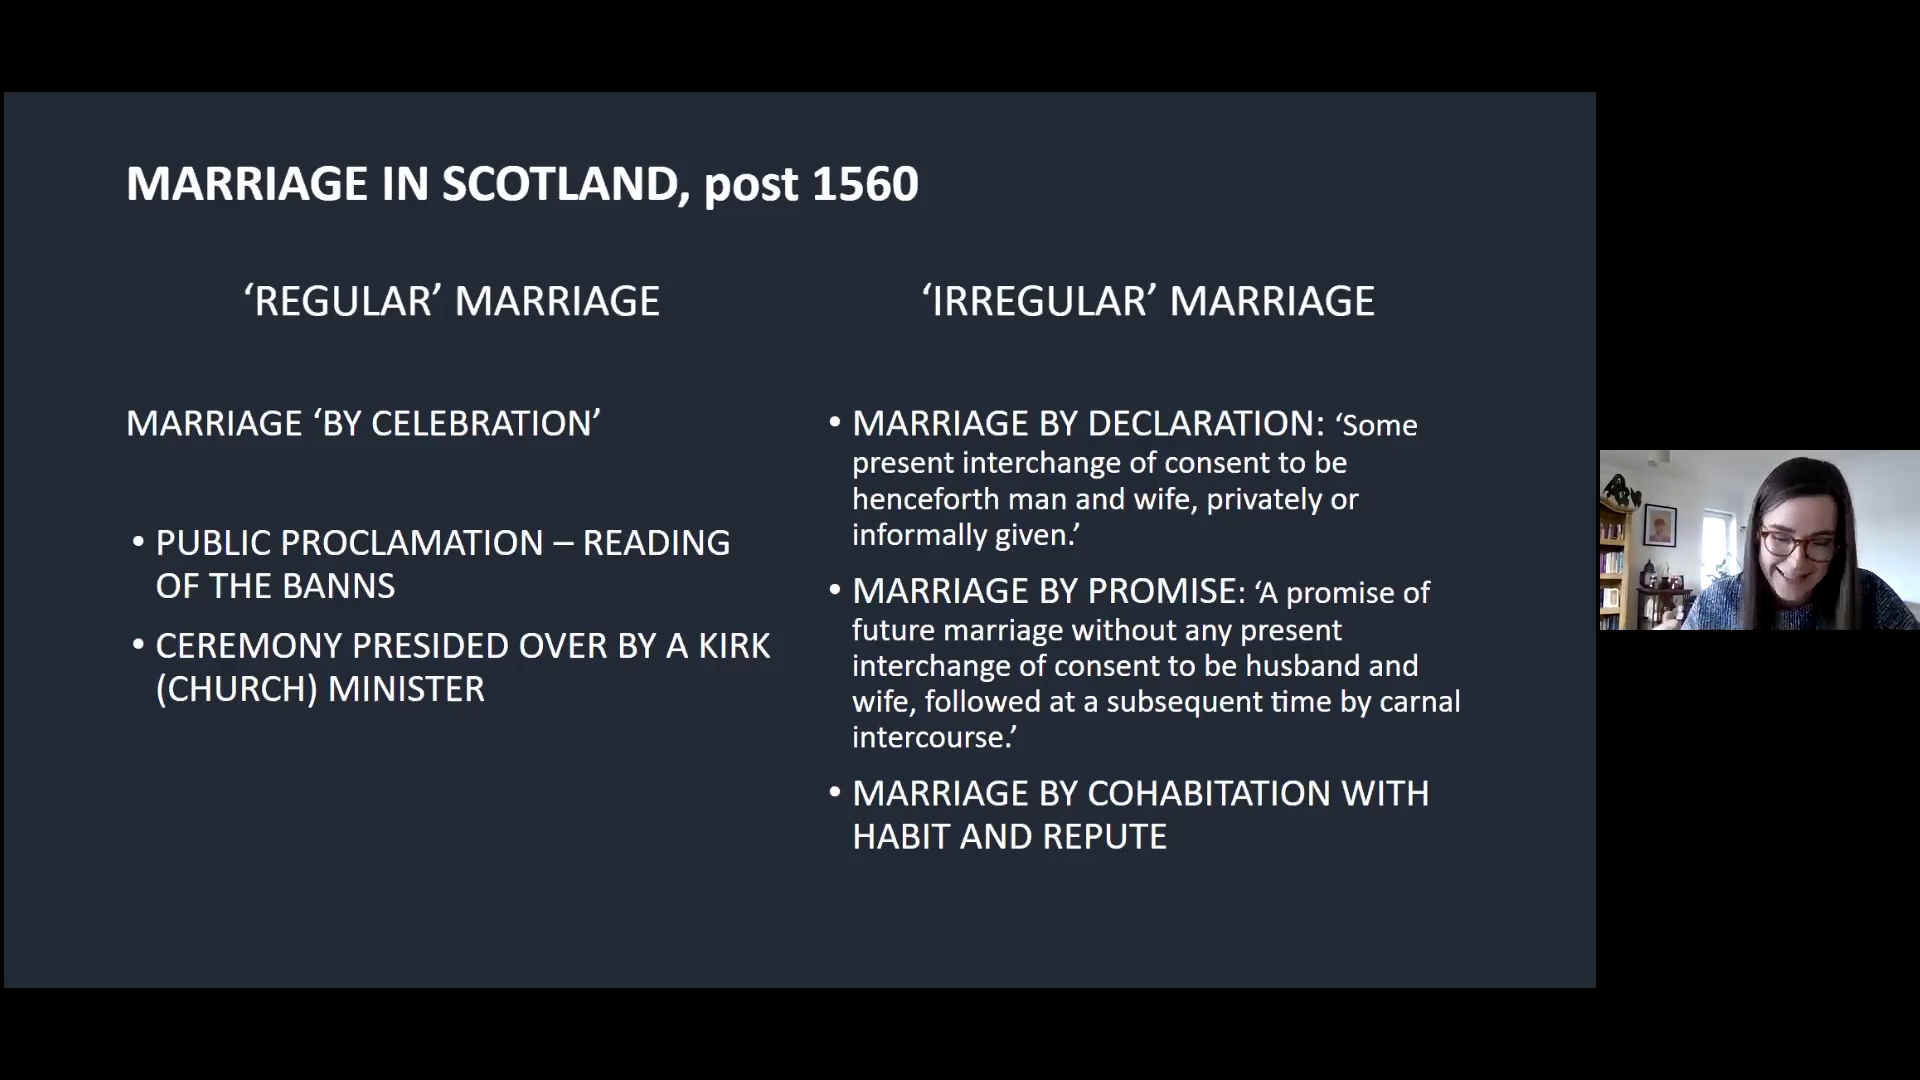 MARRIAGE IN SCOTLAND, post 1560
‘REGULAR’ MARRIAGE
MARRIAGE ‘BY CELEBRATION’
• PUBLIC PROCLAMATION – READING
OF THE BANNS
• CEREMONY PRESIDED OVER BY A KIRK
(CHURCH) MINISTER
‘IRREGULAR’ MARRIAGE
• MARRIAGE BY DECLARATION: ‘Some
present interchange of consent to be
henceforth man and wife, privately or
informally given.’
• MARRIAGE BY PROMISE: ‘A promise of
future marriage without any present
interchange of consent to be husband and
wife, followed at a subsequent time by carnal
intercourse.’
• MARRIAGE BY COHABITATION WITH
HABIT AND REPUTE